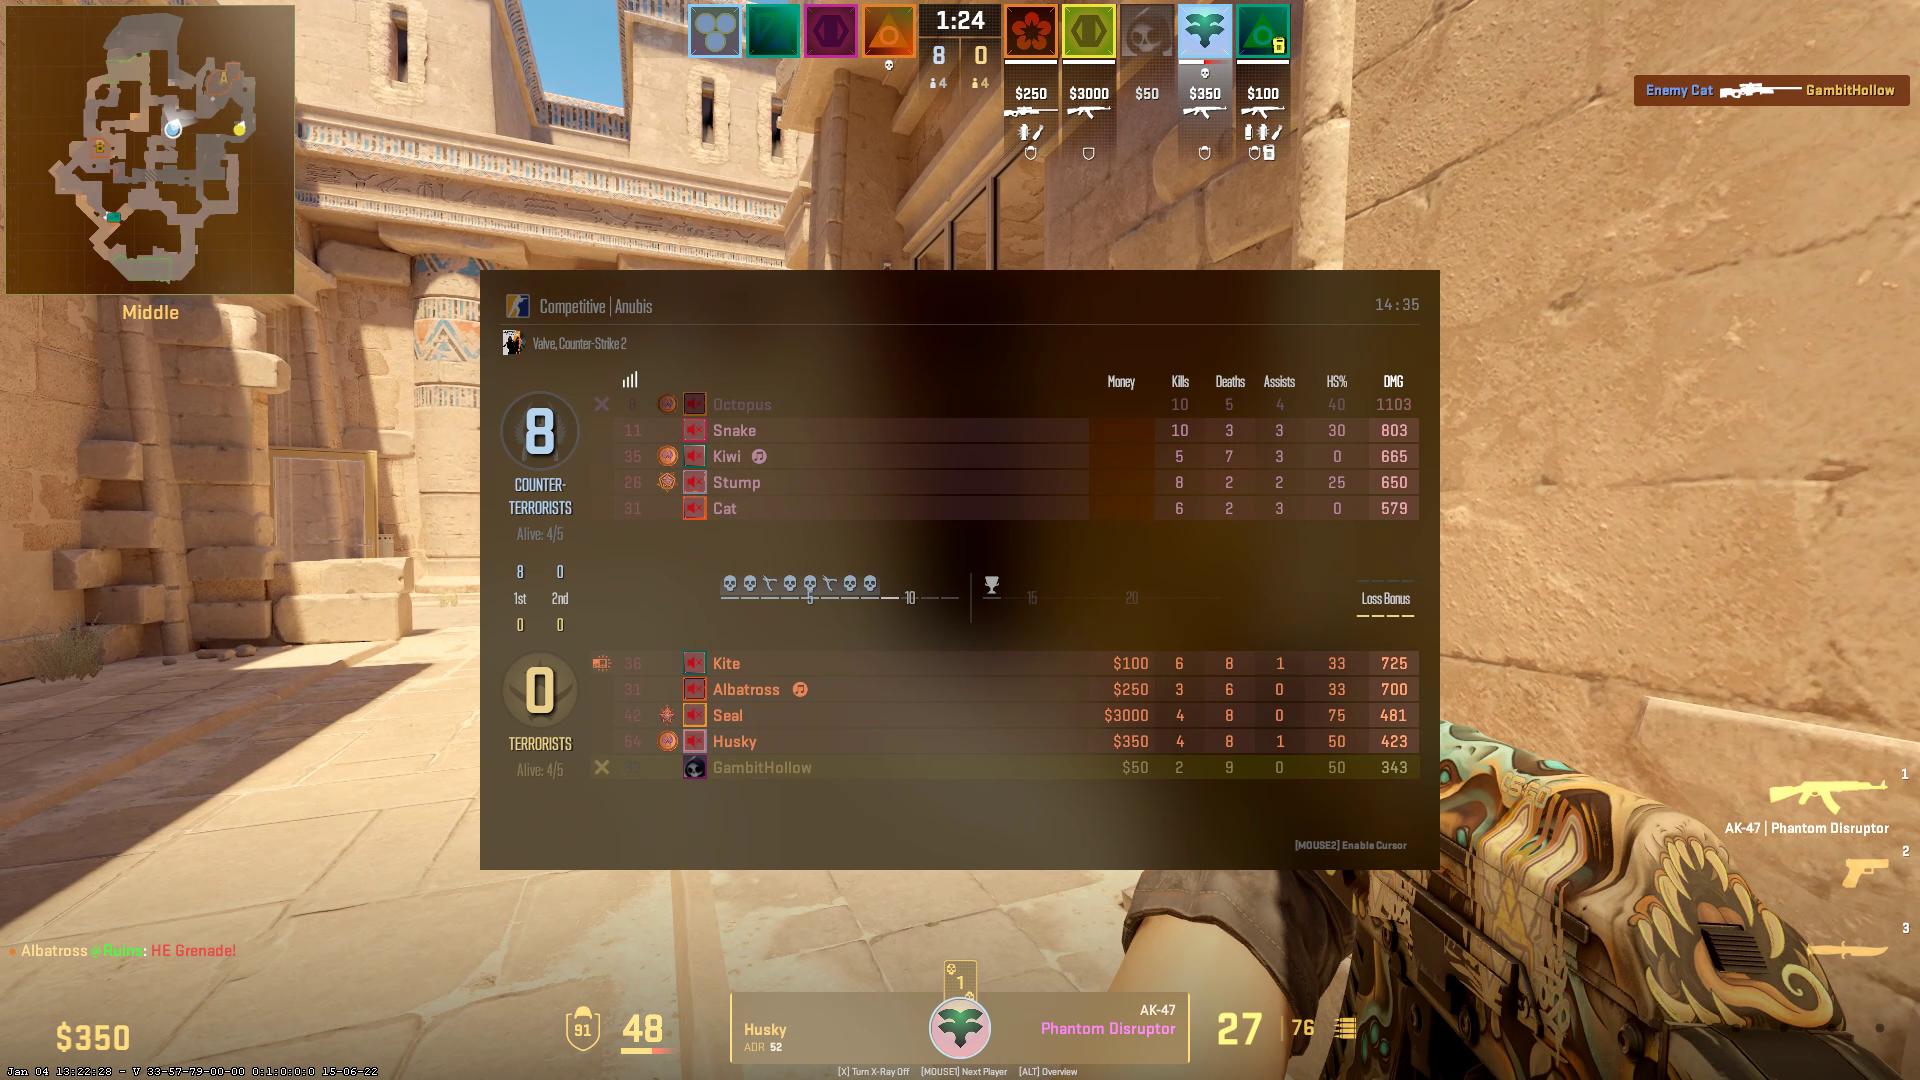 1:24
8 0
4 4
$250 $3000 $50 $350 $100
Enemy Cat GambitHollow
A
B
Middle
Competitive | Anubis 14:35
Valve, Counter-Strike 2
Money Kills Deaths Assists HS% DMG
Octopus 10 5 4 40 1103
11 Snake 10 3 3 30 803
35 Kiwi 5 7 3 0 665
26 Stump 8 2 2 25 650
31 Cat 6 2 3 0 579
8
COUNTER-
TERRORISTS
Alive: 4/5
8 0
1st 2nd
0 0
5 10 15 20
Loss Bonus
36 Kite $100 6 8 1 33 725
31 Albatross $250 3 6 0 33 700
42 Seal $3000 4 8 0 75 481
54 Husky $350 4 8 1 50 423
GambitHollow $50 2 9 0 50 343
0
TERRORISTS
Alive: 4/5
[MOUSE2] Enable Cursor
1
AK-47 | Phantom Disruptor
2
3
Albatross @Ruins: HE Grenade!
$350
91 48
1
Husky
ADR 52
AK-47
Phantom Disruptor
27 76
[X] Turn X-Ray Off [MOUSE1] Next Player [ALT] Overview
Jan 04 13:22:28 - V 33-57-79-00-00 0:1:0:0:0 15-06-22